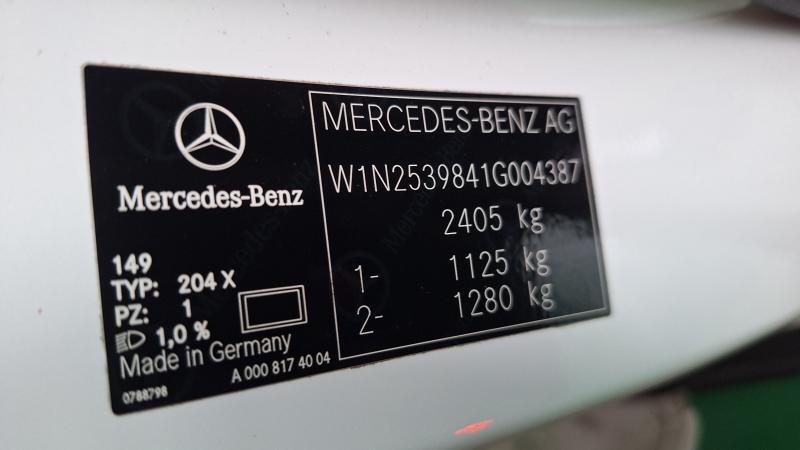 Mercedes-Benz
149
TYP: 204 X
PZ: 1
1,0 %
Made in Germany
0788798
A 000 817 40 04
MERCEDES-BENZ AG
W1N2539841G004387
2405 kg
1- 1125 kg
2- 1280 kg